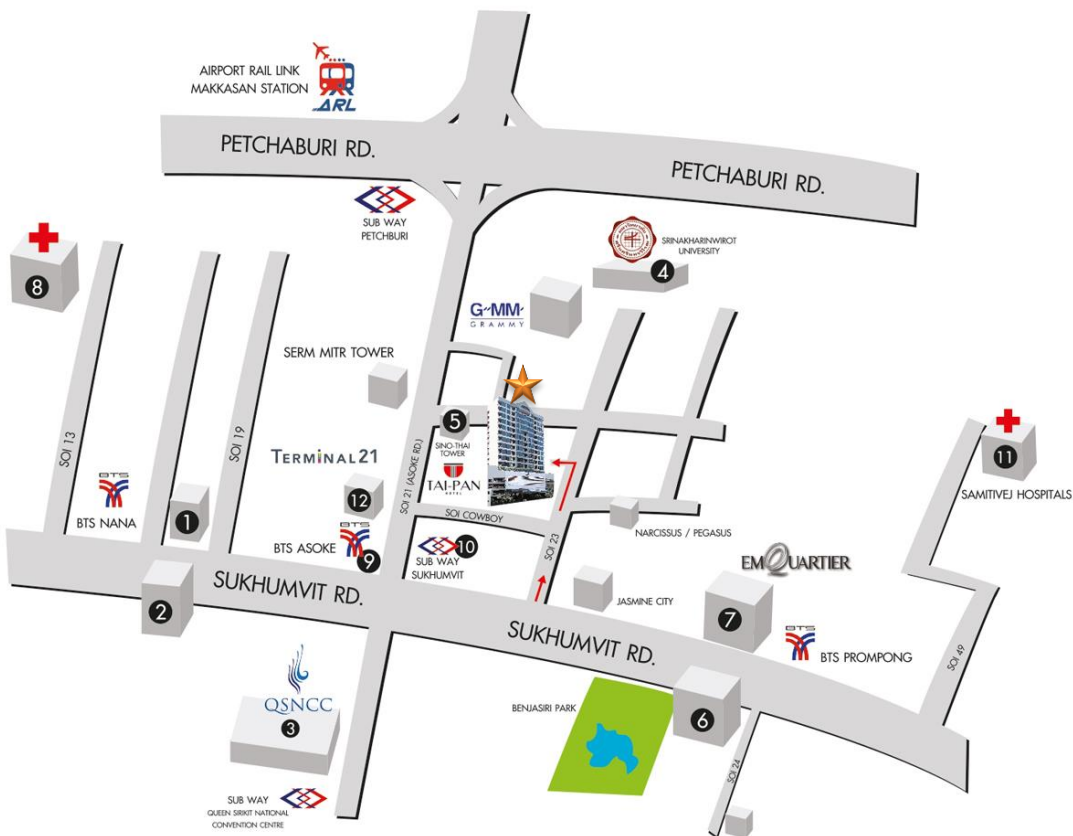 AIRPORT RAIL LINK
MAKKASAN STATION
ARL
PETCHABURI RD.
PETCHABURI RD.
SUB WAY
PETCHBURI
SRINAKHARINWIROT
UNIVERSITY
4
8
G"MM'
GRAMMY
SERM MITR TOWER
5
SINO-THAI
TOWER
TAI-PAN
HOTEL
SOI 13
SOI 19
SOI 21 (ASOKE RD.)
TERMINAL 21
12
11
SAMITIVEJ HOSPITALS
BTS
BTS NANA
1
SOI COWBOY
NARCISSUS / PEGASUS
BTS
BTS ASOKE
9
SUB WAY
SUKHUMVIT
10
SOI 23
EMQUARTIER
SUKHUMVIT RD.
2
JASMINE CITY
7
SUKHUMVIT RD.
BTS
BTS PROMPONG
SOI 49
QSNCC
3
BENJASIRI PARK
6
SOI 24
SUB WAY
QUEEN SIRIKIT NATIONAL
CONVENTION CENTRE